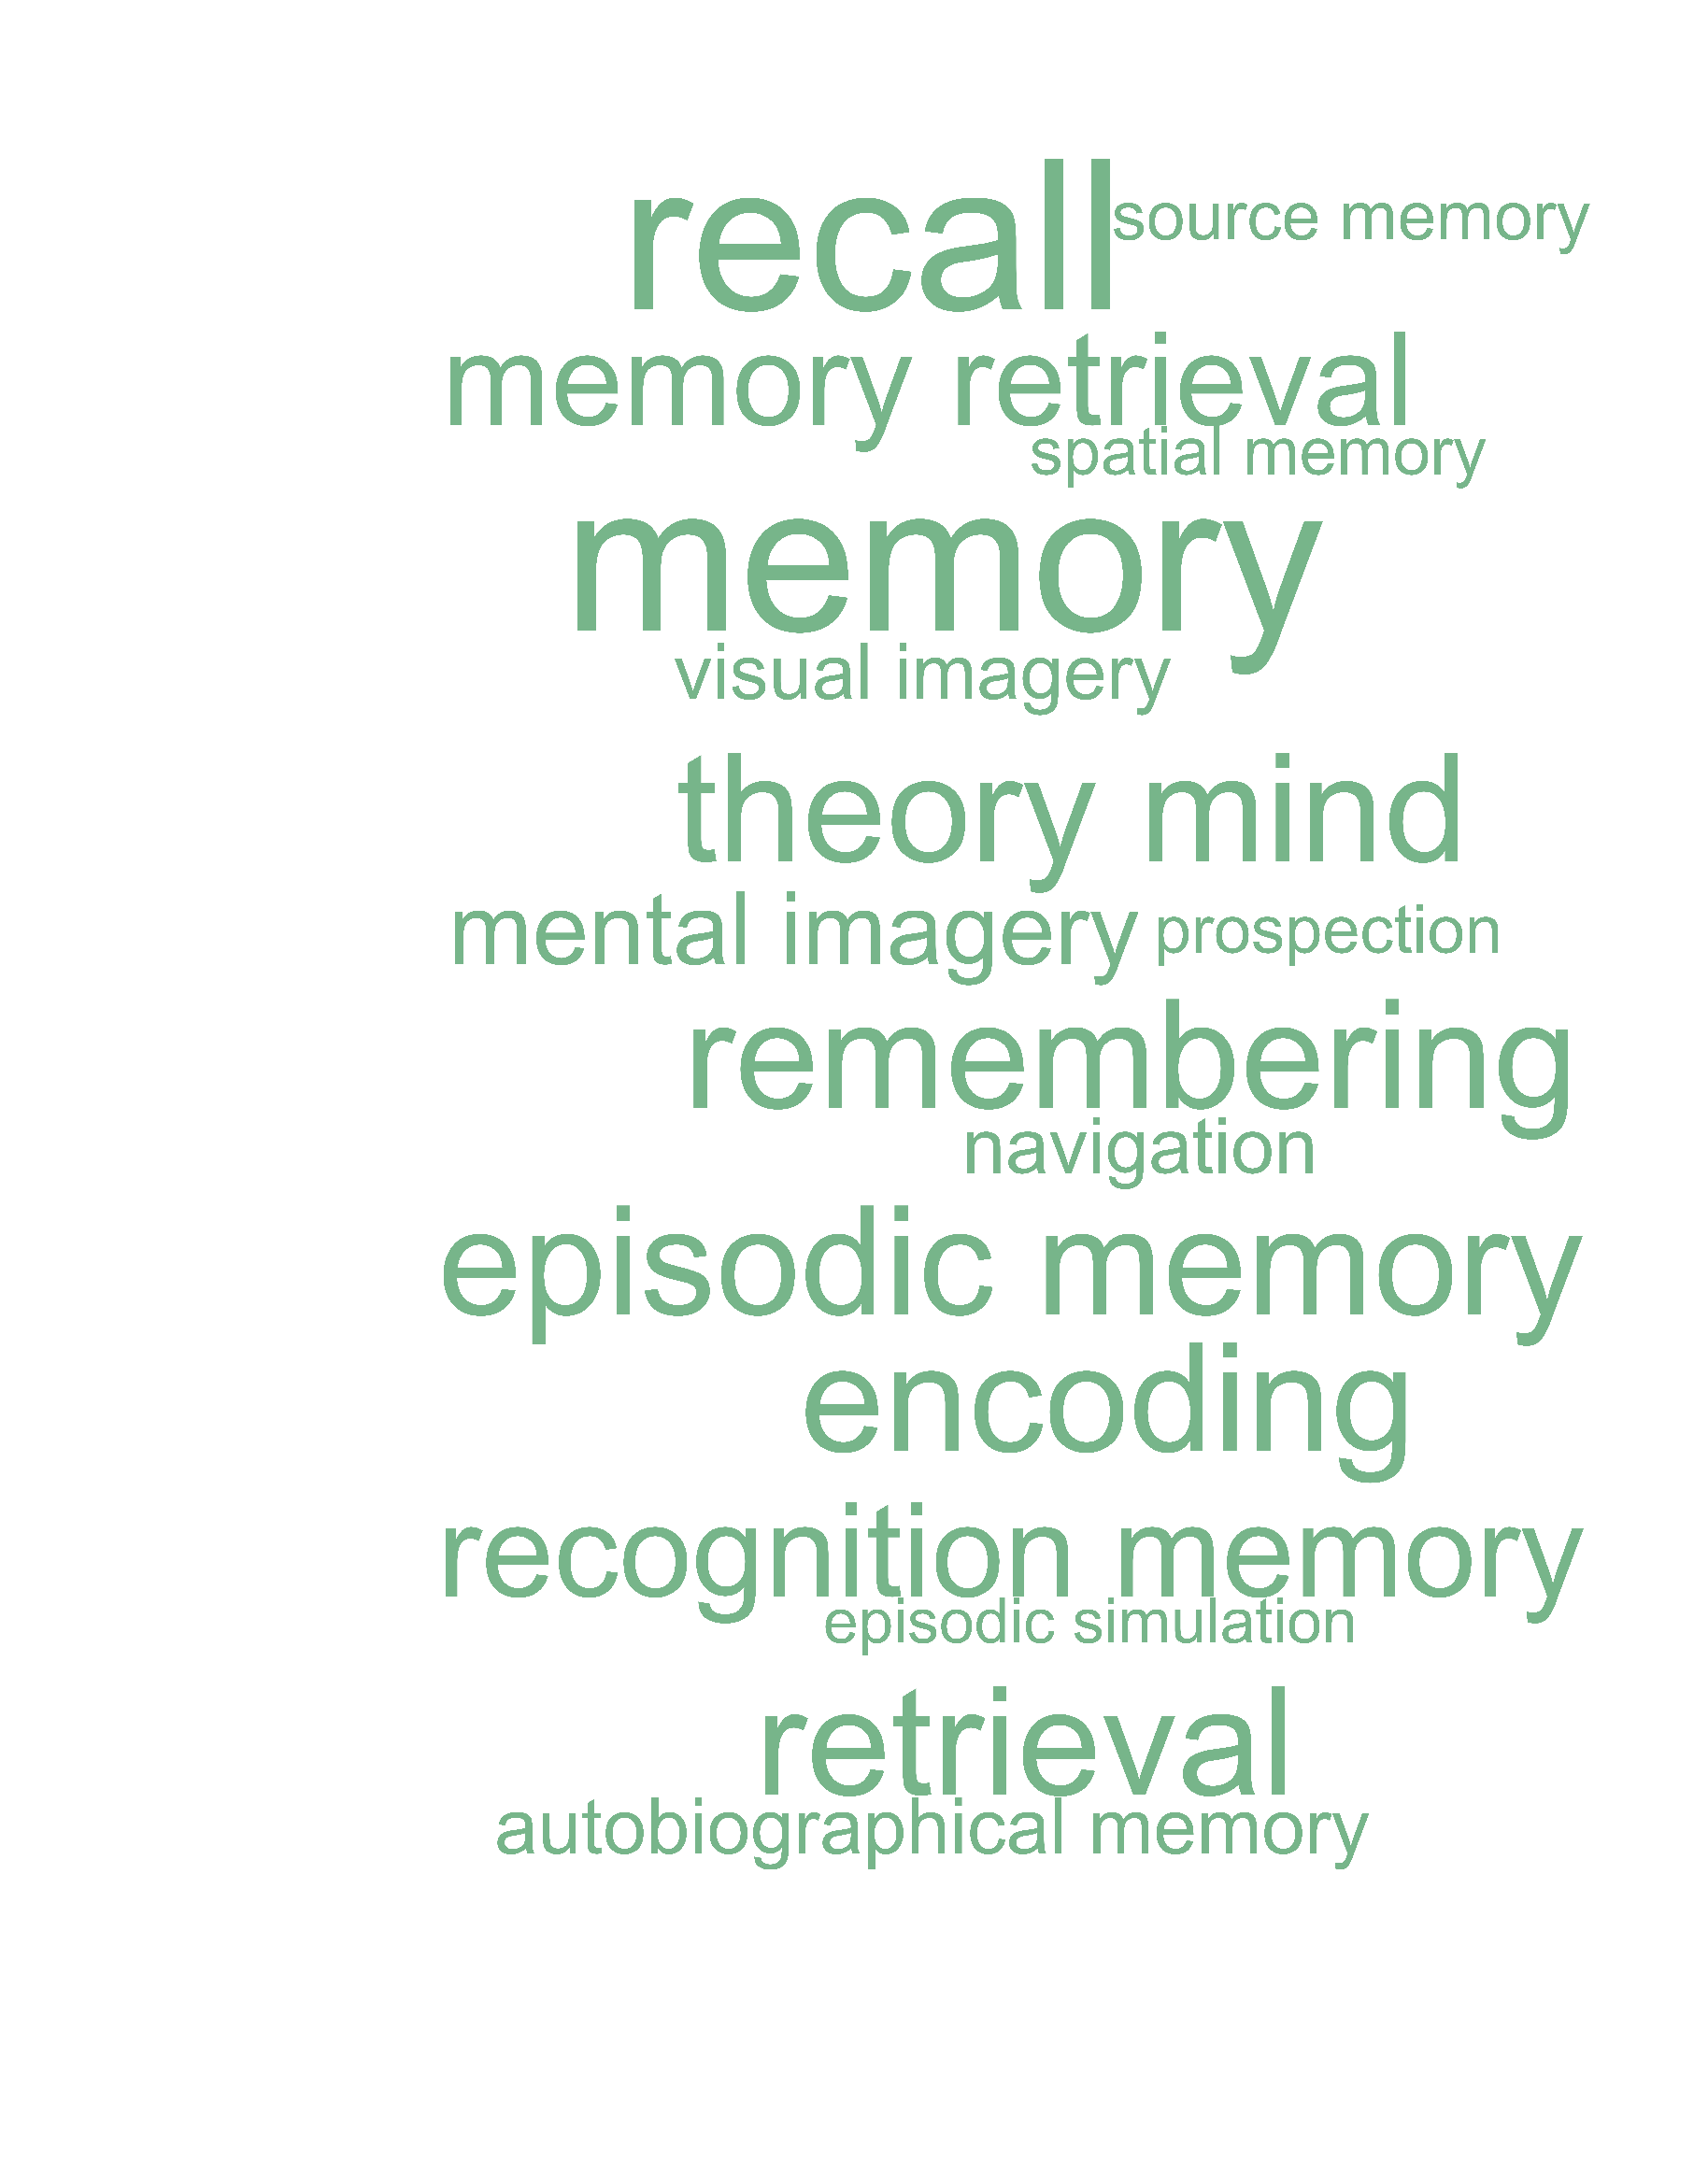 recall source memory
memory retrieval
spatial memory
memory
visual imagery
theory mind
mental imagery prospection
remembering
navigation
episodic memory
encoding
recognition memory
episodic simulation
retrieval
autobiographical memory